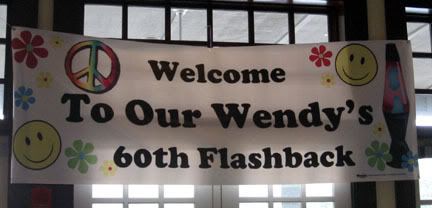 Welcome
To Our Wendy's
60th Flashback